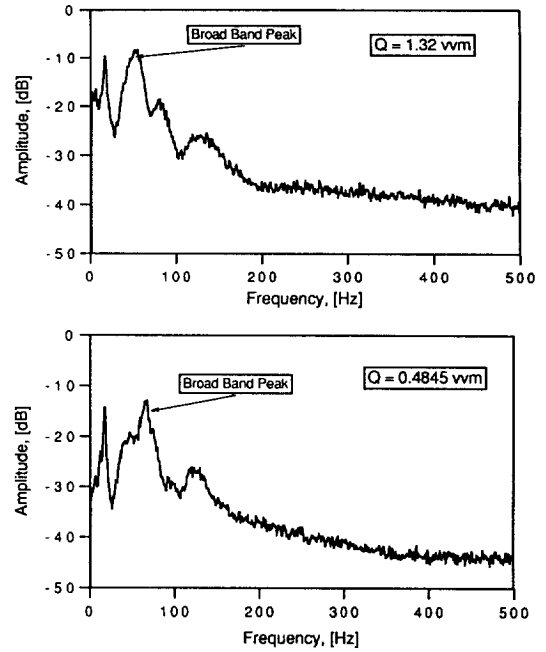 0
Broad Band Peak
Q = 1.32 vvm
-10
-20
-30
-40
-50
Amplitude, [dB]
0 100 200 300 400 500
Frequency, [Hz]
0
Q = 0.4845 vvm
Broad Band Peak
-10
-20
-30
-40
-50
Amplitude, [dB]
0 100 200 300 400 500
Frequency, [Hz]